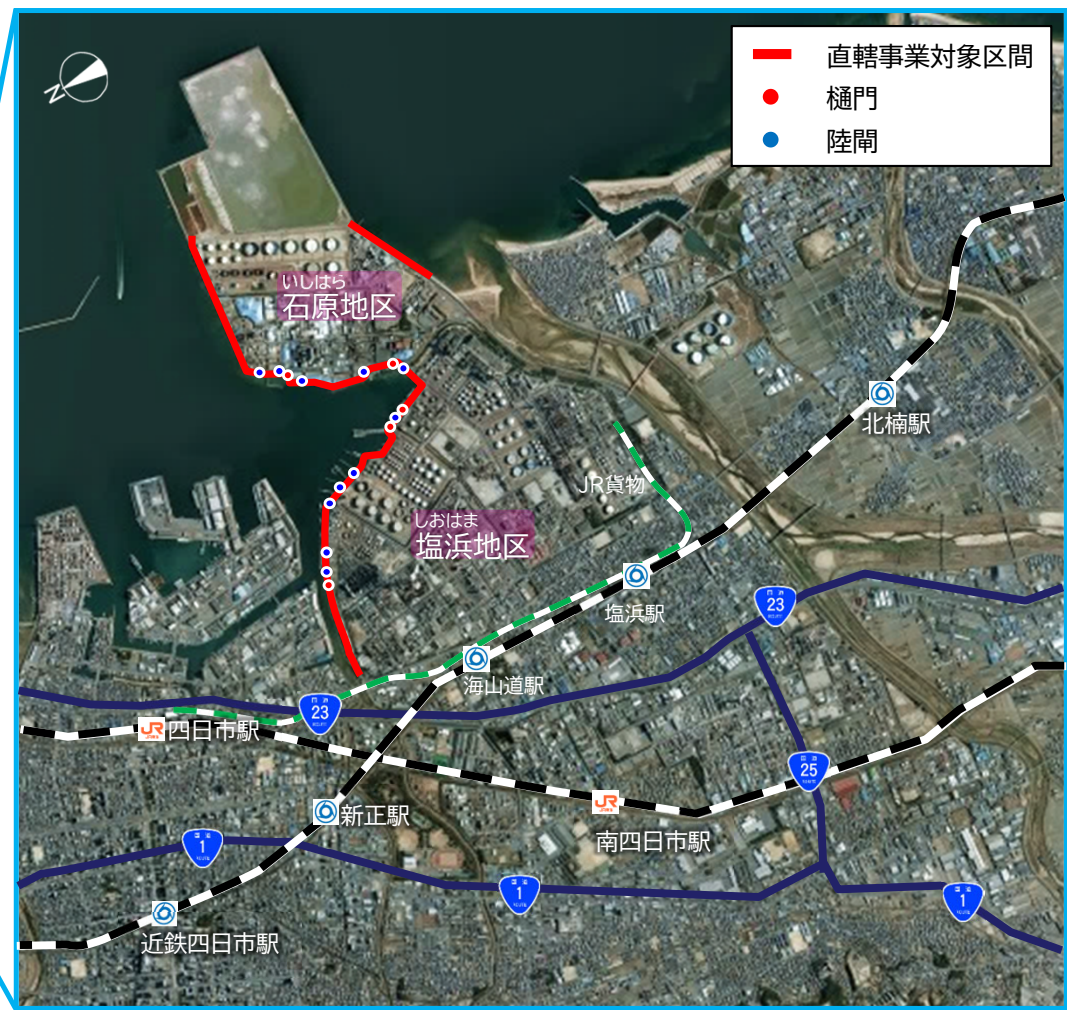 N
直轄事業対象区間
樋門
陸閘
いしはら
石原地区
北楠駅
JR貨物
しおはま
塩浜地区
塩浜駅
23
海山道駅
23
JR
四日市駅
25
JR
新正駅
南四日市駅
1
1
1
近鉄四日市駅